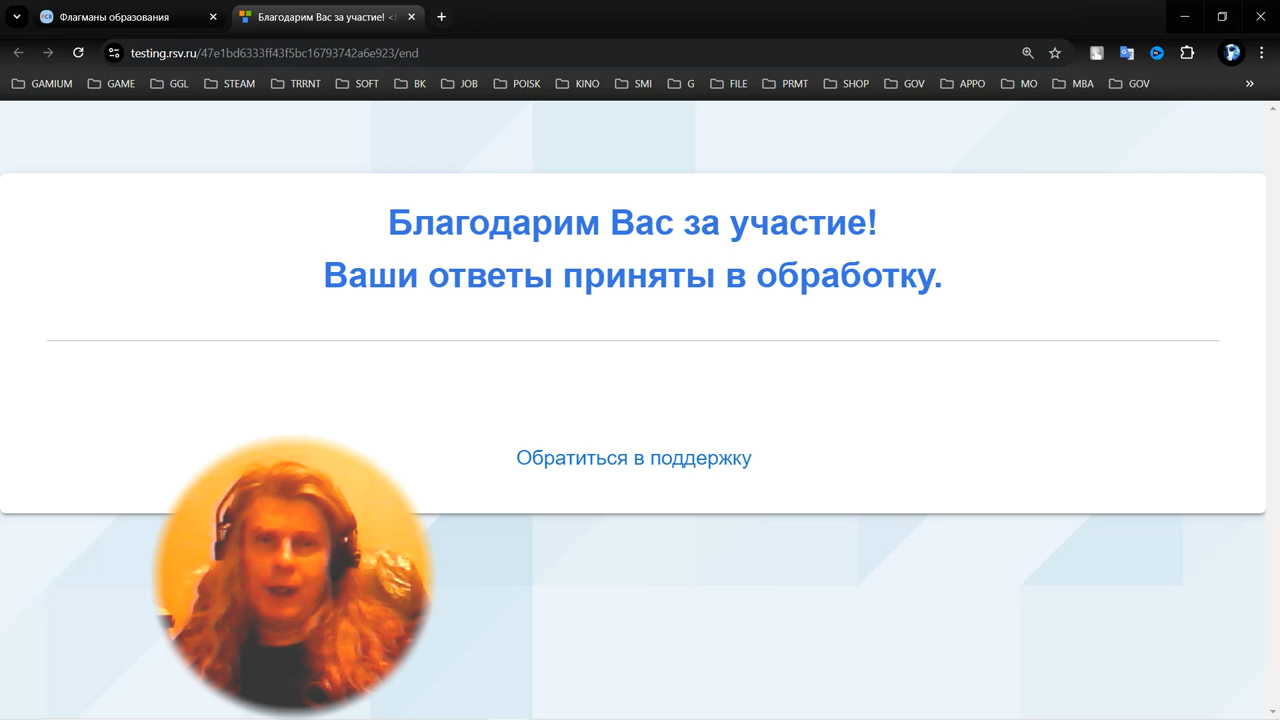 Флагманы образования
Благодарим Вас за участие! <
testing.rsv.ru/47e1bd6333ff43f5bc16793742a6e923/end
GAMIUM GAME GGL STEAM TRRNT SOFT BK JOB POISK KINO SMI G FILE PRMT SHOP GOV APPO MO MBA GOV »
Благодарим Вас за участие!
Ваши ответы приняты в обработку.
Обратиться в поддержку